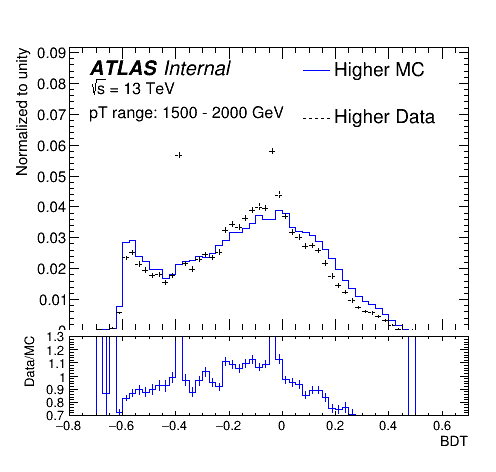 Normalized to unity
0.09
0.08
0.07
0.06
0.05
0.04
0.03
0.02
0.01
ATLAS Internal
√s = 13 TeV
pT range: 1500 - 2000 GeV
Higher MC
Higher Data
Data/MC
1.3
1.2
1.1
1
0.9
0.8
0.7
−0.8 −0.6 −0.4 −0.2 0 0.2 0.4 0.6
BDT